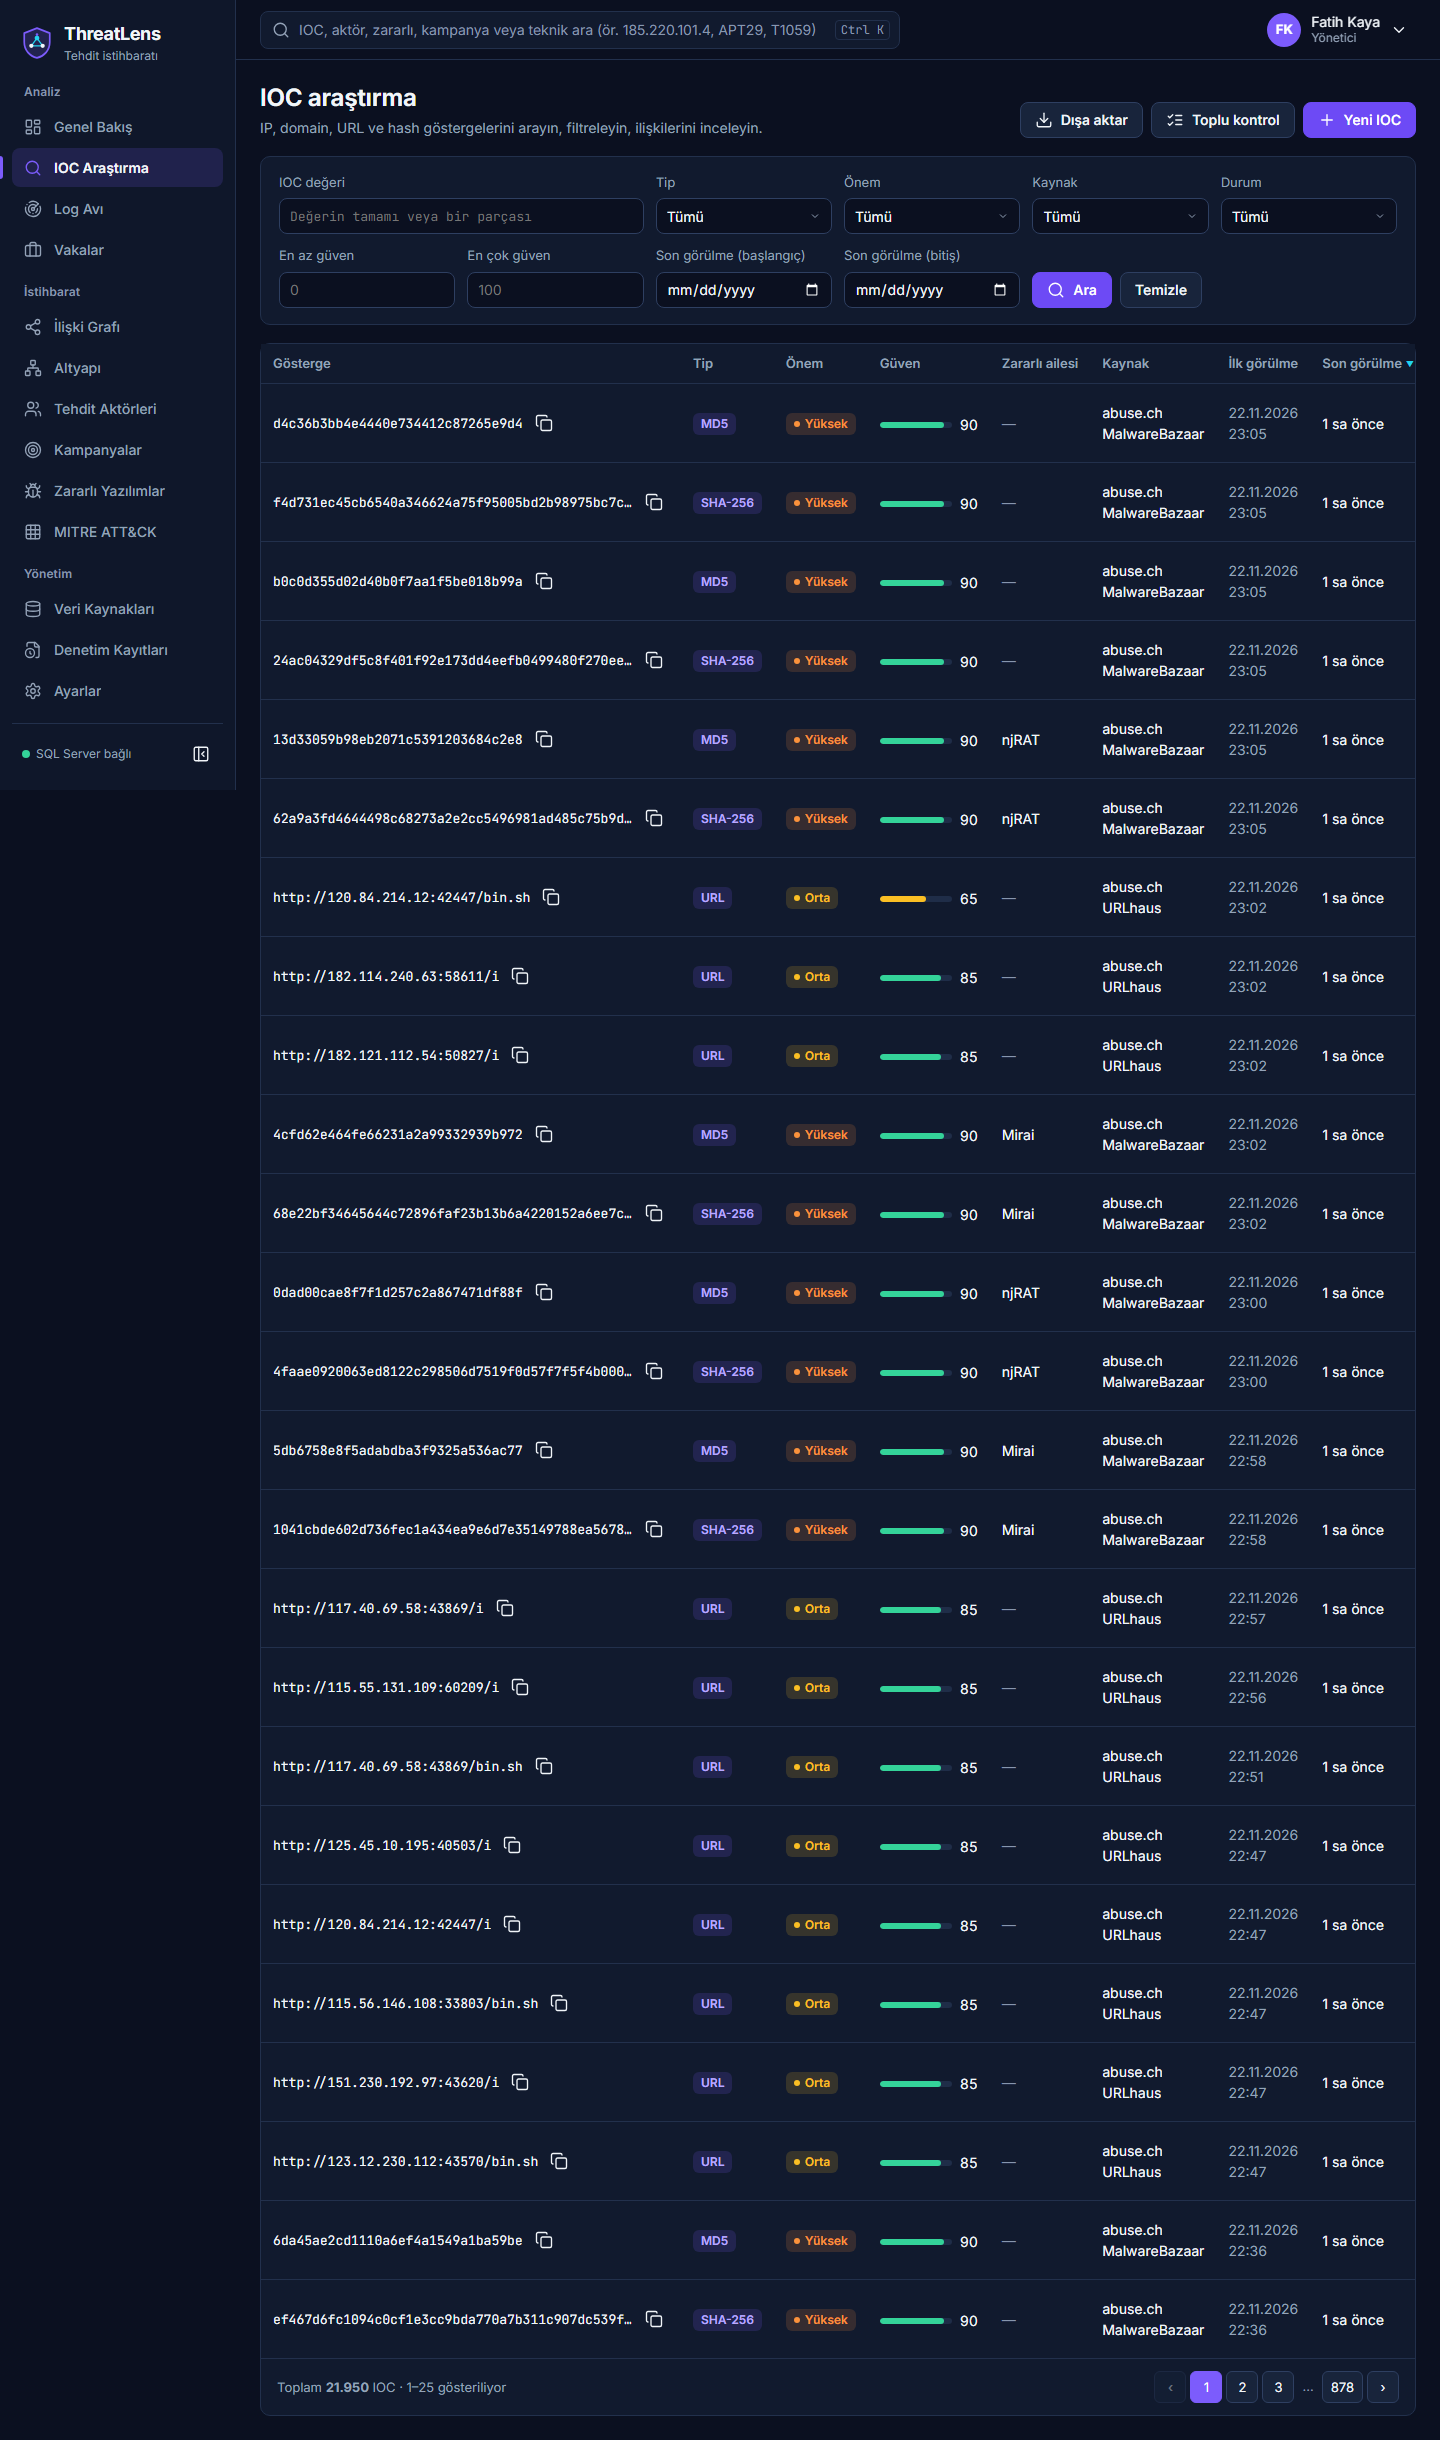 ThreatLens
Tehdit istihbaratı
Analiz
Genel Bakış
IOC Araştırma
Log Avı
Vakalar
İstihbarat
İlişki Grafı
Altyapı
Tehdit Aktörleri
Kampanyalar
Zararlı Yazılımlar
MITRE ATT&CK
Yönetim
Veri Kaynakları
Denetim Kayıtları
Ayarlar
SQL Server bağlı
IOC, aktör, zararlı, kampanya veya teknik ara (ör. 185.220.101.4, APT29, T1059) Ctrl K
FK Fatih Kaya
Yönetici
IOC araştırma
IP, domain, URL ve hash göstergelerini arayın, filtreleyin, ilişkilerini inceleyin.
Dışa aktar Toplu kontrol Yeni IOC
IOC değeri Tip Önem Kaynak Durum
Değerin tamamı veya bir parçası Tümü Tümü Tümü Tümü
En az güven En çok güven Son görülme (başlangıç) Son görülme (bitiş)
0 100 mm/dd/yyyy mm/dd/yyyy Ara Temizle
Gösterge Tip Önem Güven Zararlı ailesi Kaynak İlk görülme Son görülme ▼
d4c36b3bb4e4440e734412c87265e9d4 MD5 Yüksek 90 — abuse.ch MalwareBazaar 22.11.2026 23:05 1 sa önce
f4d731ec45cb6540a346624a75f95005bd2b98975bc7c… SHA-256 Yüksek 90 — abuse.ch MalwareBazaar 22.11.2026 23:05 1 sa önce
b0c0d355d02d40b0f7aa1f5be018b99a MD5 Yüksek 90 — abuse.ch MalwareBazaar 22.11.2026 23:05 1 sa önce
24ac04329df5c8f401f92e173dd4eefb0499480f270ee… SHA-256 Yüksek 90 — abuse.ch MalwareBazaar 22.11.2026 23:05 1 sa önce
13d33059b98eb2071c5391203684c2e8 MD5 Yüksek 90 njRAT abuse.ch MalwareBazaar 22.11.2026 23:05 1 sa önce
62a9a3fd4644498c68273a2e2cc5496981ad485c75b9d… SHA-256 Yüksek 90 njRAT abuse.ch MalwareBazaar 22.11.2026 23:05 1 sa önce
http://120.84.214.12:42447/bin.sh URL Orta 65 — abuse.ch URLhaus 22.11.2026 23:02 1 sa önce
http://182.114.240.63:58611/i URL Orta 85 — abuse.ch URLhaus 22.11.2026 23:02 1 sa önce
http://182.121.112.54:50827/i URL Orta 85 — abuse.ch URLhaus 22.11.2026 23:02 1 sa önce
4cfd62e464fe66231a2a99332939b972 MD5 Yüksek 90 Mirai abuse.ch MalwareBazaar 22.11.2026 23:02 1 sa önce
68e22bf34645644c72896faf23b13b6a4220152a6ee7c… SHA-256 Yüksek 90 Mirai abuse.ch MalwareBazaar 22.11.2026 23:02 1 sa önce
0dad00cae8f7f1d257c2a867471df88f MD5 Yüksek 90 njRAT abuse.ch MalwareBazaar 22.11.2026 23:00 1 sa önce
4faae0920063ed8122c298506d7519f0d57f7f5f4b000… SHA-256 Yüksek 90 njRAT abuse.ch MalwareBazaar 22.11.2026 23:00 1 sa önce
5db6758e8f5adabdba3f9325a536ac77 MD5 Yüksek 90 Mirai abuse.ch MalwareBazaar 22.11.2026 22:58 1 sa önce
1041cbde602d736fec1a434ea9e6d7e35149788ea5678… SHA-256 Yüksek 90 Mirai abuse.ch MalwareBazaar 22.11.2026 22:58 1 sa önce
http://117.40.69.58:43869/i URL Orta 85 — abuse.ch URLhaus 22.11.2026 22:57 1 sa önce
http://115.55.131.109:60209/i URL Orta 85 — abuse.ch URLhaus 22.11.2026 22:56 1 sa önce
http://117.40.69.58:43869/bin.sh URL Orta 85 — abuse.ch URLhaus 22.11.2026 22:51 1 sa önce
http://125.45.10.195:40503/i URL Orta 85 — abuse.ch URLhaus 22.11.2026 22:47 1 sa önce
http://120.84.214.12:42447/i URL Orta 85 — abuse.ch URLhaus 22.11.2026 22:47 1 sa önce
http://115.56.146.108:33803/bin.sh URL Orta 85 — abuse.ch URLhaus 22.11.2026 22:47 1 sa önce
http://151.230.192.97:43620/i URL Orta 85 — abuse.ch URLhaus 22.11.2026 22:47 1 sa önce
http://123.12.230.112:43570/bin.sh URL Orta 85 — abuse.ch URLhaus 22.11.2026 22:47 1 sa önce
6da45ae2cd1110a6ef4a1549a1ba59be MD5 Yüksek 90 — abuse.ch MalwareBazaar 22.11.2026 22:36 1 sa önce
ef467d6fc1094c0cf1e3cc9bda770a7b311c907dc539f… SHA-256 Yüksek 90 — abuse.ch MalwareBazaar 22.11.2026 22:36 1 sa önce
Toplam 21.950 IOC · 1–25 gösteriliyor ‹ 1 2 3 … 878 ›